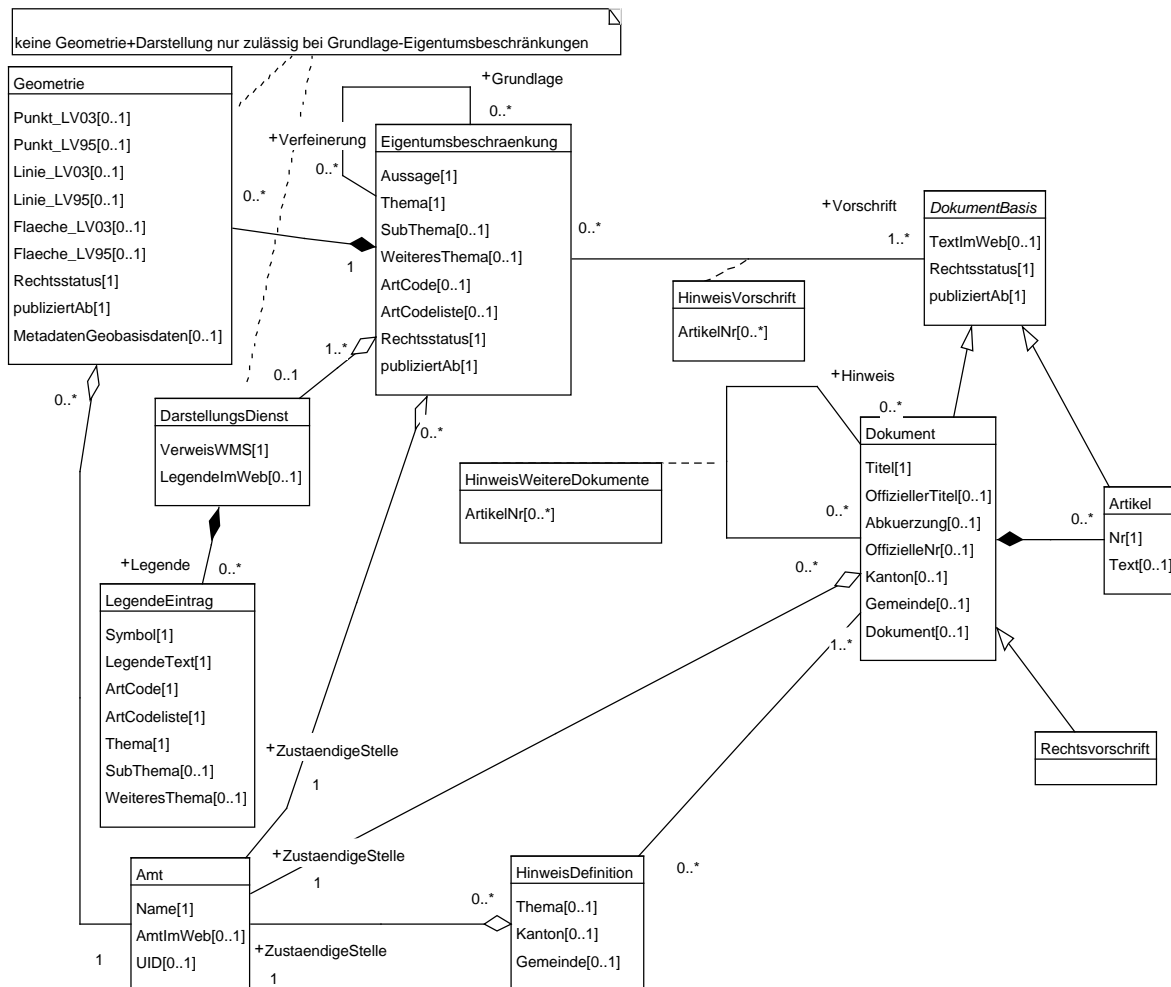 keine Geometrie+Darstellung nur zulässig bei Grundlage-Eigentumsbeschränkungen
Geometrie
Punkt_LV03[0..1]
Punkt_LV95[0..1]
Linie_LV03[0..1]
Linie_LV95[0..1]
Flaeche_LV03[0..1]
Flaeche_LV95[0..1]
Rechtsstatus[1]
publiziertAb[1]
MetadatenGeobasisdaten[0..1]
+Grundlage
0..*
+Verfeinerung
0..*
Eigentumsbeschraenkung
Aussage[1]
Thema[1]
SubThema[0..1]
WeiteresThema[0..1]
ArtCode[0..1]
ArtCodeliste[0..1]
Rechtsstatus[1]
publiziertAb[1]
0..*
1
0..*
+Vorschrift
1..*
DokumentBasis
TextImWeb[0..1]
Rechtsstatus[1]
publiziertAb[1]
HinweisVorschrift
ArtikelNr[0..*]
1..*
0..1
0..*
0..*
DarstellungsDienst
VerweisWMS[1]
LegendeImWeb[0..1]
+Hinweis
0..*
Dokument
Titel[1]
OffiziellerTitel[0..1]
Abkuerzung[0..1]
OffizielleNr[0..1]
Kanton[0..1]
Gemeinde[0..1]
Dokument[0..1]
HinweisWeitereDokumente
ArtikelNr[0..*]
0..*
0..*
Artikel
Nr[1]
Text[0..1]
+Legende
0..*
LegendeEintrag
Symbol[1]
LegendeText[1]
ArtCode[1]
ArtCodeliste[1]
Thema[1]
SubThema[0..1]
WeiteresThema[0..1]
0..*
1..*
Rechtsvorschrift
+ZustaendigeStelle
1
+ZustaendigeStelle
1
Amt
Name[1]
AmtImWeb[0..1]
UID[0..1]
1
0..*
+ZustaendigeStelle
1
HinweisDefinition
Thema[0..1]
Kanton[0..1]
Gemeinde[0..1]
0..*